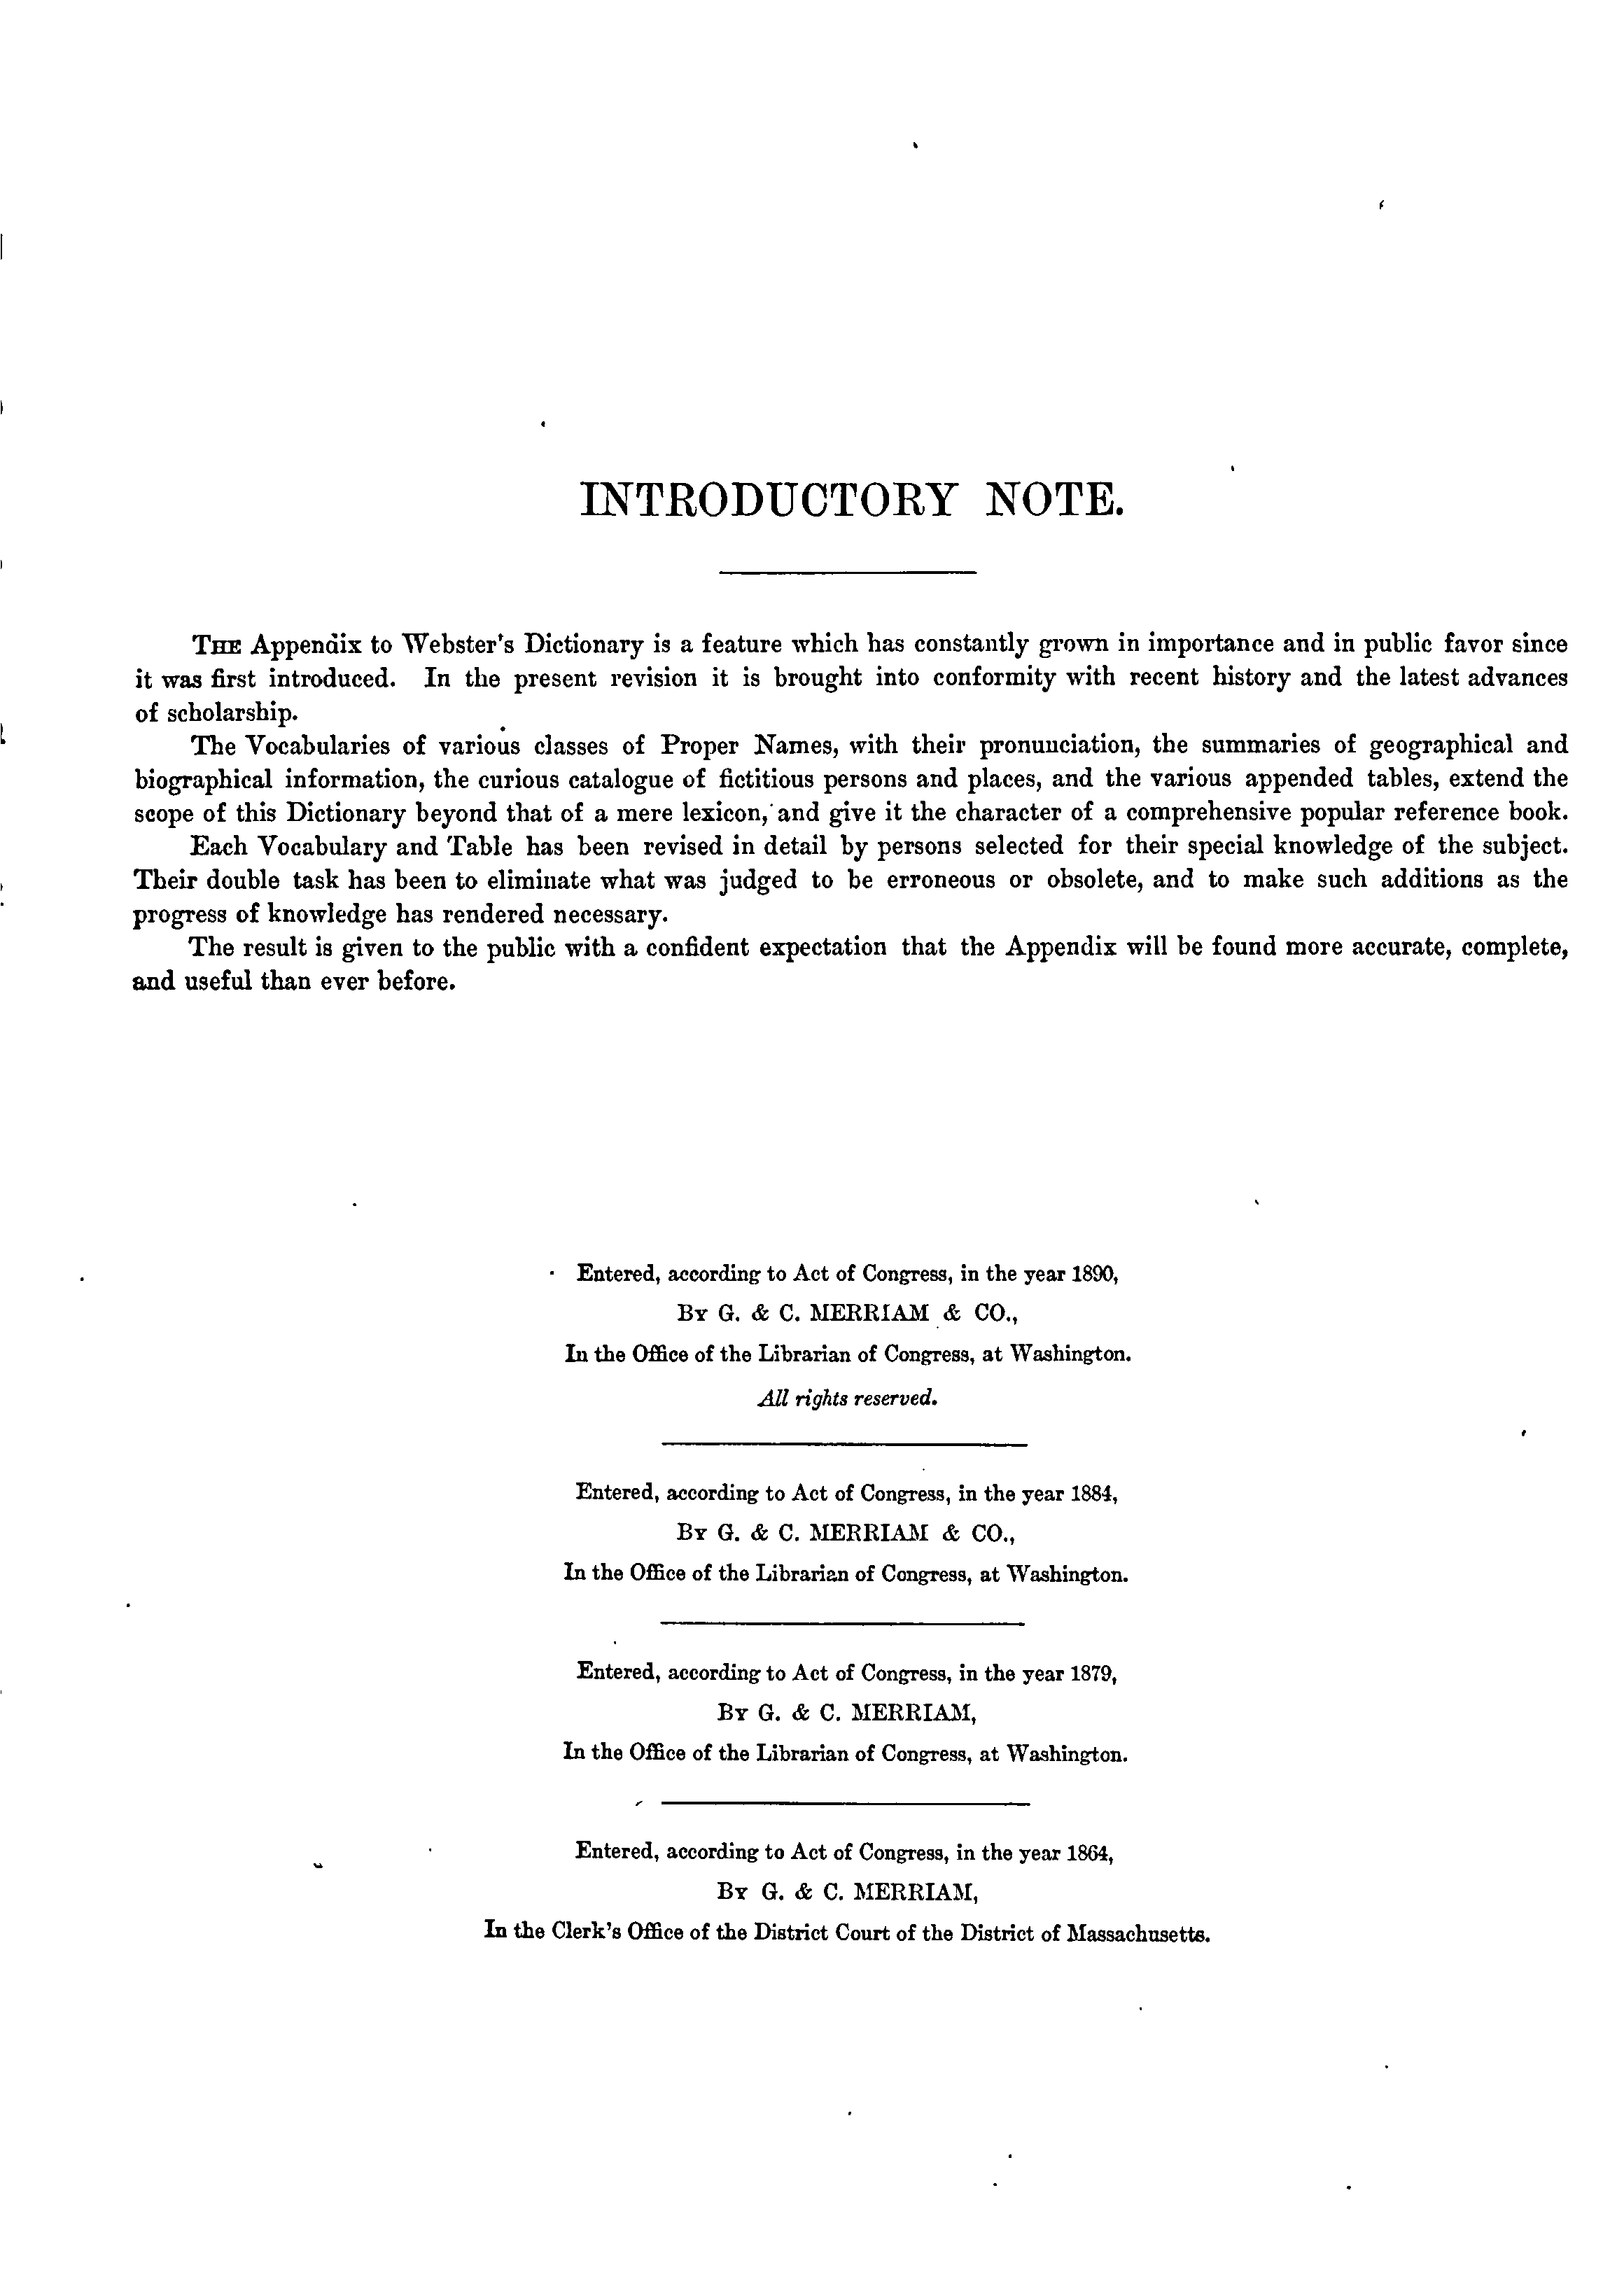 INTRODUCTORY NOTE.
THE Appendix to Webster's Dictionary is a feature which has constantly grown in importance and in public favor since
it was first introduced. In the present revision it is brought into conformity with recent history and the latest advances
of scholarship.
The Vocabularies of various classes of Proper Names, with their pronunciation, the summaries of geographical and
biographical information, the curious catalogue of fictitious persons and places, and the various appended tables, extend the
scope of this Dictionary beyond that of a mere lexicon, and give it the character of a comprehensive popular reference book.
Each Vocabulary and Table has been revised in detail by persons selected for their special knowledge of the subject.
Their double task has been to eliminate what was judged to be erroneous or obsolete, and to make such additions as the
progress of knowledge has rendered necessary.
The result is given to the public with a confident expectation that the Appendix will be found more accurate, complete,
and useful than ever before.
Entered, according to Act of Congress, in the year 1890,
BY G. & C. MERRIAM & CO.,
In the Office of the Librarian of Congress, at Washington.
All rights reserved.
Entered, according to Act of Congress, in the year 1884,
BY G. & C. MERRIAM & CO.,
In the Office of the Librarian of Congress, at Washington.
Entered, according to Act of Congress, in the year 1879,
BY G. & C. MERRIAM,
In the Office of the Librarian of Congress, at Washington.
Entered, according to Act of Congress, in the year 1864,
BY G. & C. MERRIAM,
In the Clerk's Office of the District Court of the District of Massachusetts.